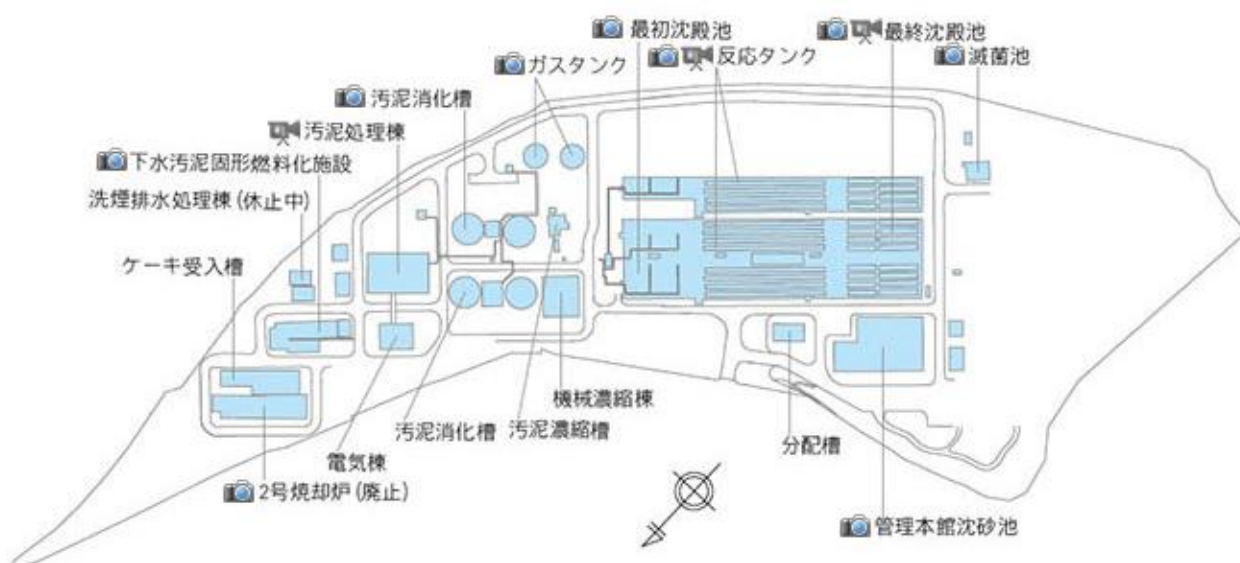 最初沈殿池
最終沈殿池
反応タンク
滅菌池
ガスタンク
汚泥消化槽
汚泥処理棟
下水汚泥固形燃料化施設
洗煙排水処理棟(休止中)
ケーキ受入槽
機械濃縮棟
汚泥消化槽
汚泥濃縮槽
分配槽
電気棟
2号焼却炉(廃止)
管理本館沈砂池